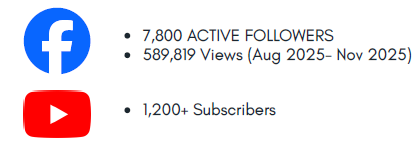 7,800 ACTIVE FOLLOWERS
589,819 Views (Aug 2025- Nov 2025)
1,200+ Subscribers